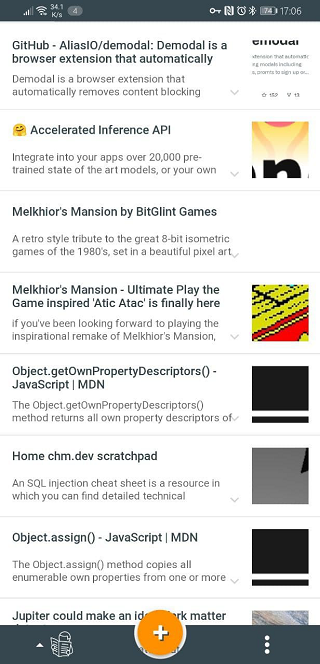 34.1
K/s
4
74
17:06
GitHub - AliasIO/demodal: Demodal is a
browser extension that automatically
Demodal is a browser extension that
automatically removes content blocking
152
13
🤗 Accelerated Inference API
Integrate into your apps over 20,000 pre-
trained state of the art models, or your own
Melkhior's Mansion by BitGlint Games
A retro style tribute to the great 8-bit isometric
games of the 1980's, set in a beautiful pixel art
Melkhior's Mansion - Ultimate Play the
Game inspired 'Atic Atac' is finally here
if you've been looking forward to playing the
inspirational remake of Melkhior's Mansion,
Object.getOwnPropertyDescriptors() -
JavaScript | MDN
The Object.getOwnPropertyDescriptors()
method returns all own property descriptors of
Home chm.dev scratchpad
An SQL injection cheat sheet is a resource in
which you can find detailed technical
Object.assign() - JavaScript | MDN
The Object.assign() method copies all
enumerable own properties from one or more
Jupiter could make an matter